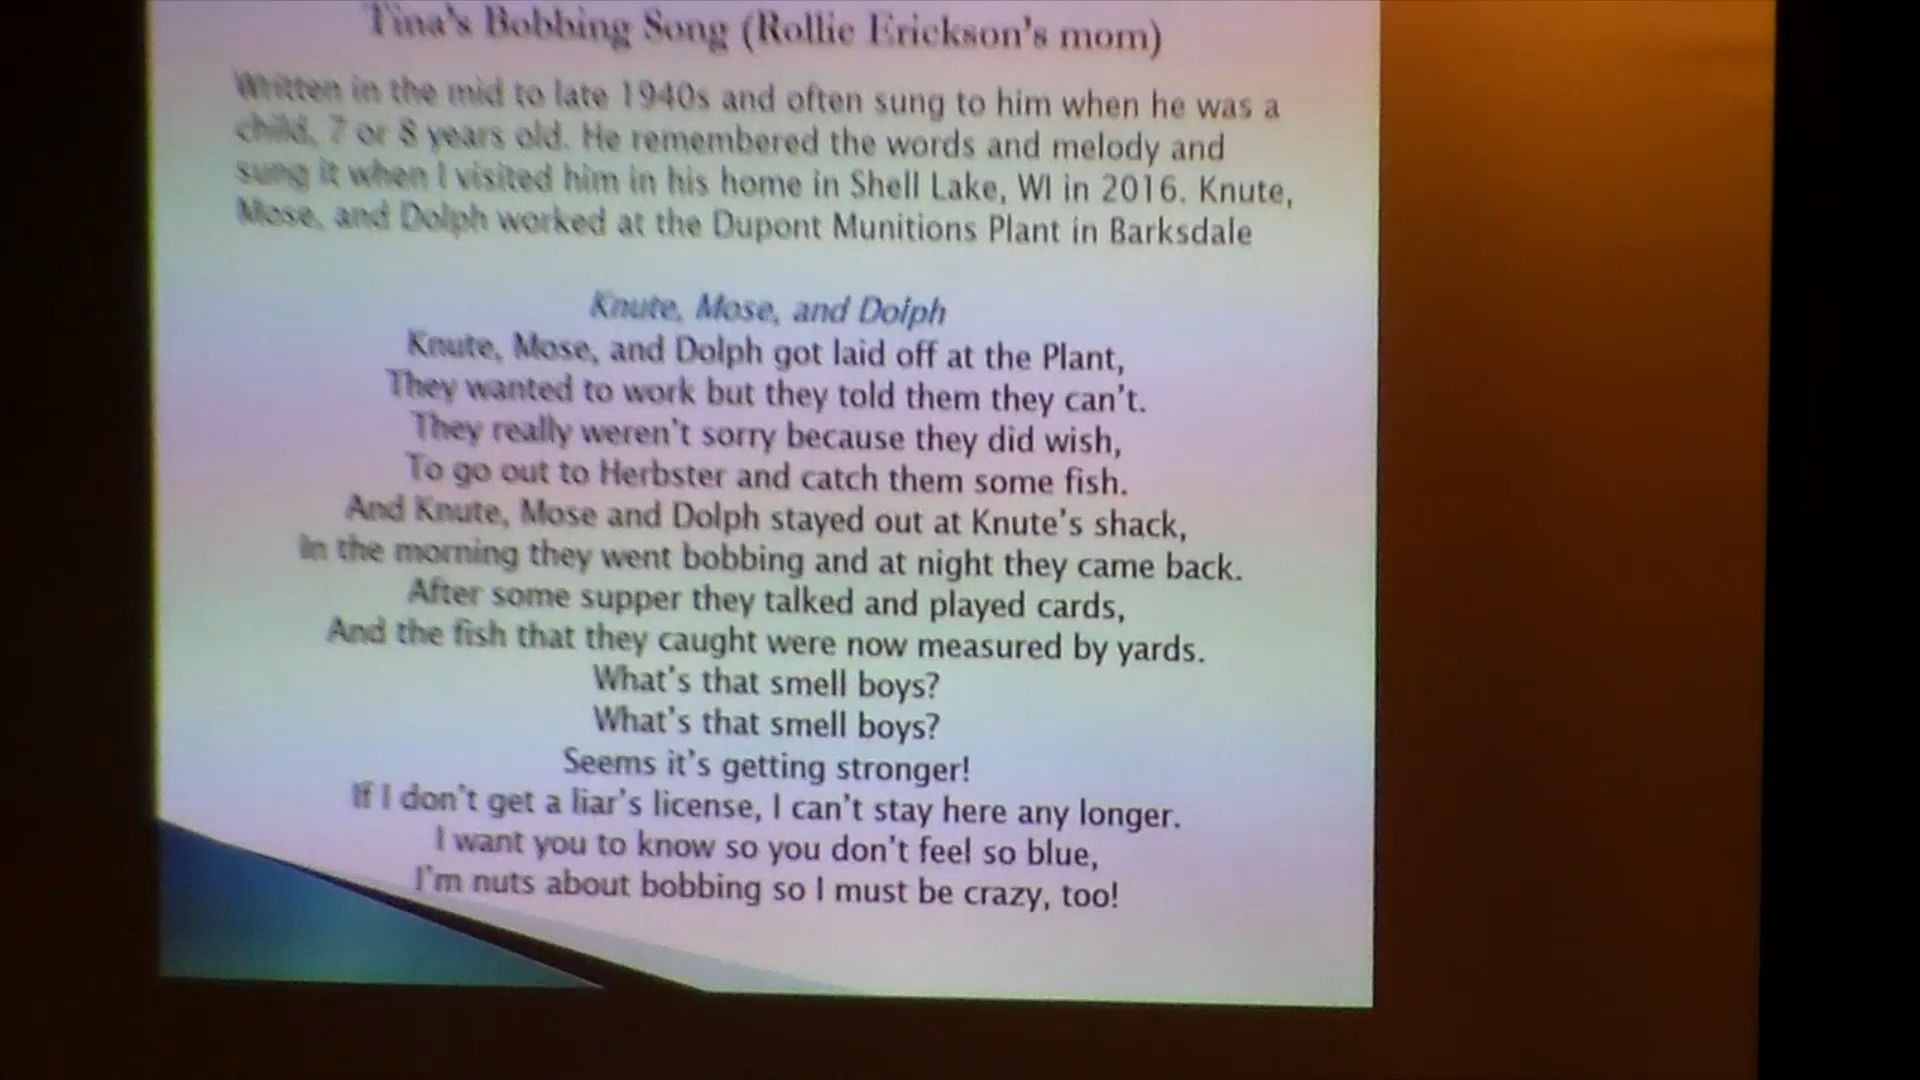 Tina's Bobbing Song (Rollie Erickson's mom)
Written in the mid to late 1940s and often sung to him when he was a
child, 7 or 8 years old. He remembered the words and melody and
sung it when I visited him in his home in Shell Lake, WI in 2016. Knute,
Mose, and Dolph worked at the Dupont Munitions Plant in Barksdale
Knute, Mose, and Dolph
Knute, Mose, and Dolph got laid off at the Plant,
They wanted to work but they told them they can't.
They really weren't sorry because they did wish,
To go out to Herbster and catch them some fish.
And Knute, Mose and Dolph stayed out at Knute's shack,
In the morning they went bobbing and at night they came back.
After some supper they talked and played cards,
And the fish that they caught were now measured by yards.
What's that smell boys?
What's that smell boys?
Seems it's getting stronger!
If I don't get a liar's license, I can't stay here any longer.
I want you to know so you don't feel so blue,
I'm nuts about bobbing so I must be crazy, too!